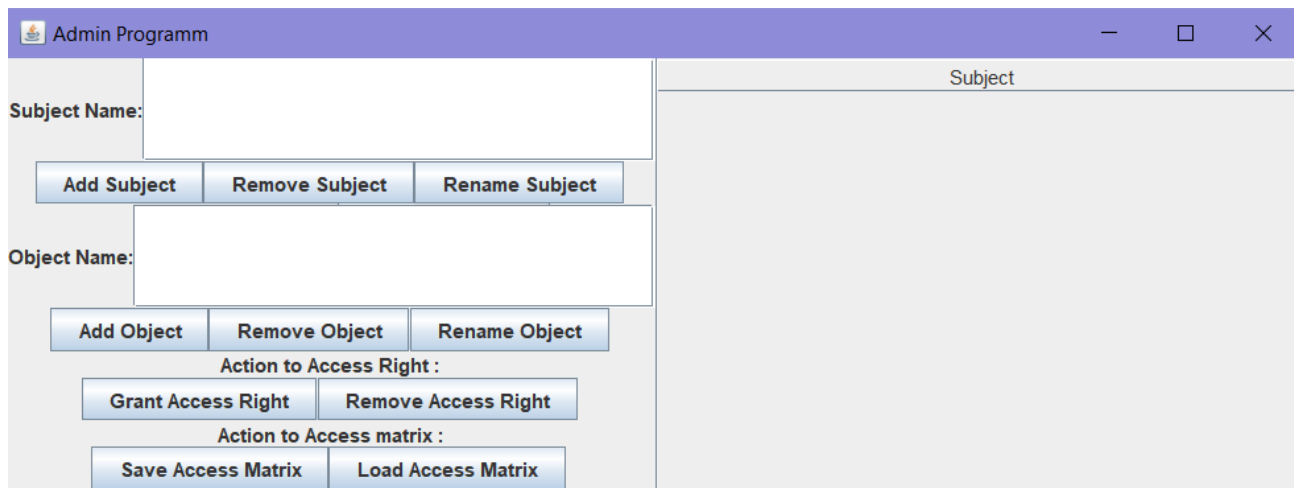 Admin Programm
Subject
Subject Name:
Add Subject Remove Subject Rename Subject
Object Name:
Add Object Remove Object Rename Object
Action to Access Right :
Grant Access Right Remove Access Right
Action to Access matrix :
Save Access Matrix Load Access Matrix